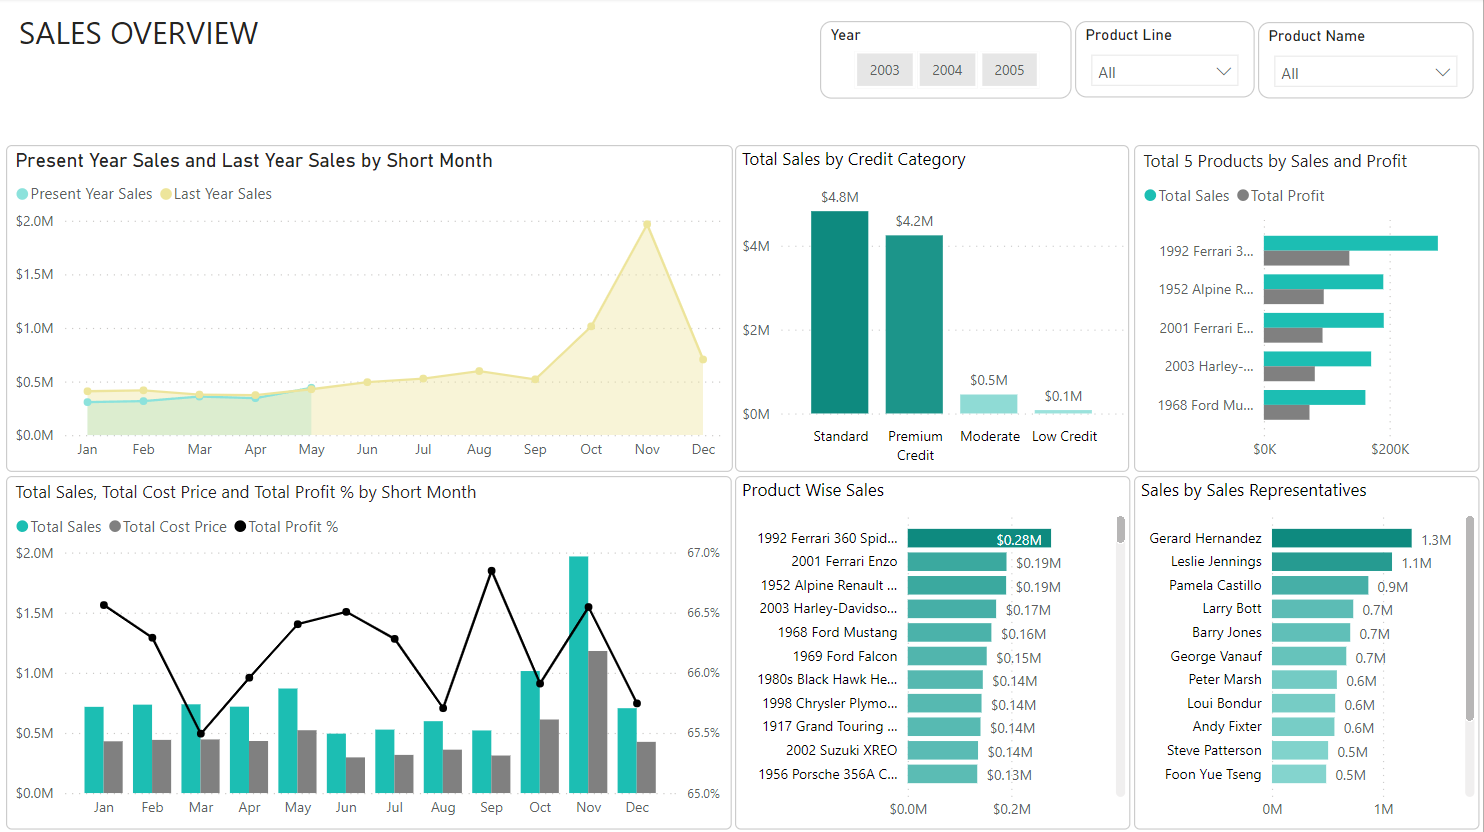 SALES OVERVIEW
Year
2003 2004 2005
Product Line
All
Product Name
All
Present Year Sales and Last Year Sales by Short Month
Present Year Sales Last Year Sales
$2.0M
$1.5M
$1.0M
$0.5M
$0.0M
Jan Feb Mar Apr May Jun Jul Aug Sep Oct Nov Dec
Total Sales by Credit Category
$4.8M
$4.2M
$0.5M
$0.1M
$4M
$2M
$0M
Standard Premium Credit Moderate Low Credit
Total 5 Products by Sales and Profit
Total Sales Total Profit
1992 Ferrari 3...
1952 Alpine R...
2001 Ferrari E...
2003 Harley-...
1968 Ford Mu...
$0K $200K
Total Sales, Total Cost Price and Total Profit % by Short Month
Total Sales Total Cost Price Total Profit %
$2.0M 67.0%
$1.5M 66.5%
$1.0M 66.0%
$0.5M 65.5%
$0.0M 65.0%
Jan Feb Mar Apr May Jun Jul Aug Sep Oct Nov Dec
Product Wise Sales
1992 Ferrari 360 Spid... $0.28M
2001 Ferrari Enzo $0.19M
1952 Alpine Renault ... $0.19M
2003 Harley-Davidso... $0.17M
1968 Ford Mustang $0.16M
1969 Ford Falcon $0.15M
1980s Black Hawk He... $0.14M
1998 Chrysler Plymo... $0.14M
1917 Grand Touring ... $0.14M
2002 Suzuki XREO $0.14M
1956 Porsche 356A C... $0.13M
$0.0M $0.2M
Sales by Sales Representatives
Gerard Hernandez 1.3M
Leslie Jennings 1.1M
Pamela Castillo 0.9M
Larry Bott 0.7M
Barry Jones 0.7M
George Vanauf 0.7M
Peter Marsh 0.6M
Loui Bondur 0.6M
Andy Fixter 0.6M
Steve Patterson 0.5M
Foon Yue Tseng 0.5M
0M 1M